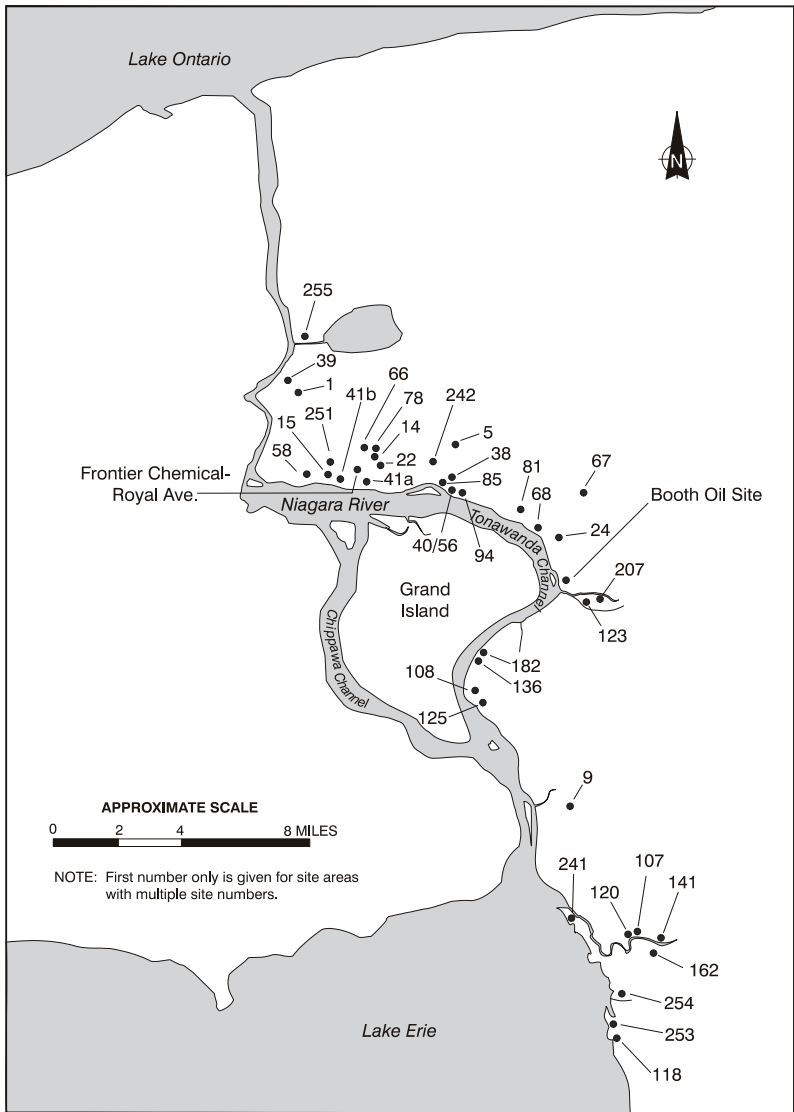 Lake Ontario
N
255
39
1
66
41b
78
242
251
14
5
15
38
58
22
81
67
Frontier Chemical-
Royal Ave.
41a
85
68
Booth Oil Site
Niagara River
Tonawanda Channel
40/56
94
24
207
Grand
Island
123
Chippawa Channel
182
108
136
125
9
APPROXIMATE SCALE
0 2 4 8 MILES
NOTE: First number only is given for site areas
with multiple site numbers.
241
120
107
141
162
254
Lake Erie
253
118